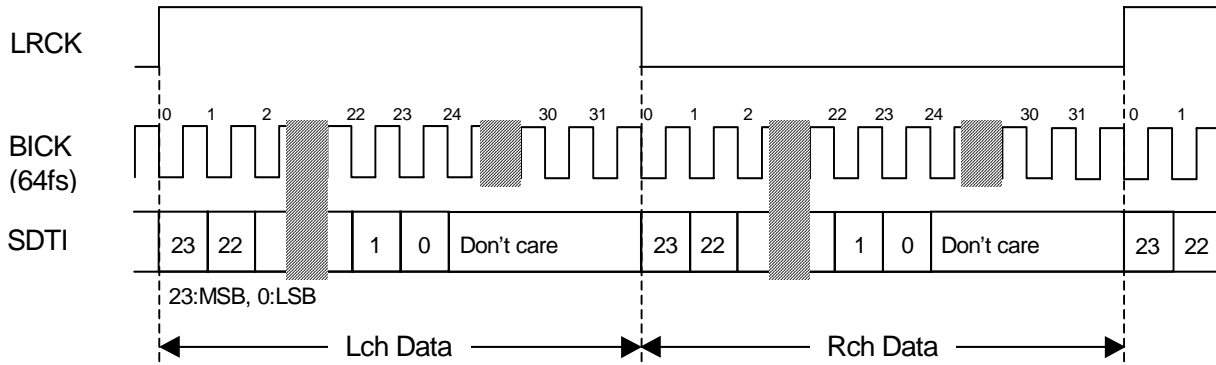 LRCK
0 1 2 22 23 24 30 31 0 1 2 22 23 24 30 31 0 1
BICK
(64fs)
SDTI
23 22 1 0 Don't care 23 22 1 0 Don't care 23 22
23:MSB, 0:LSB
Lch Data Rch Data